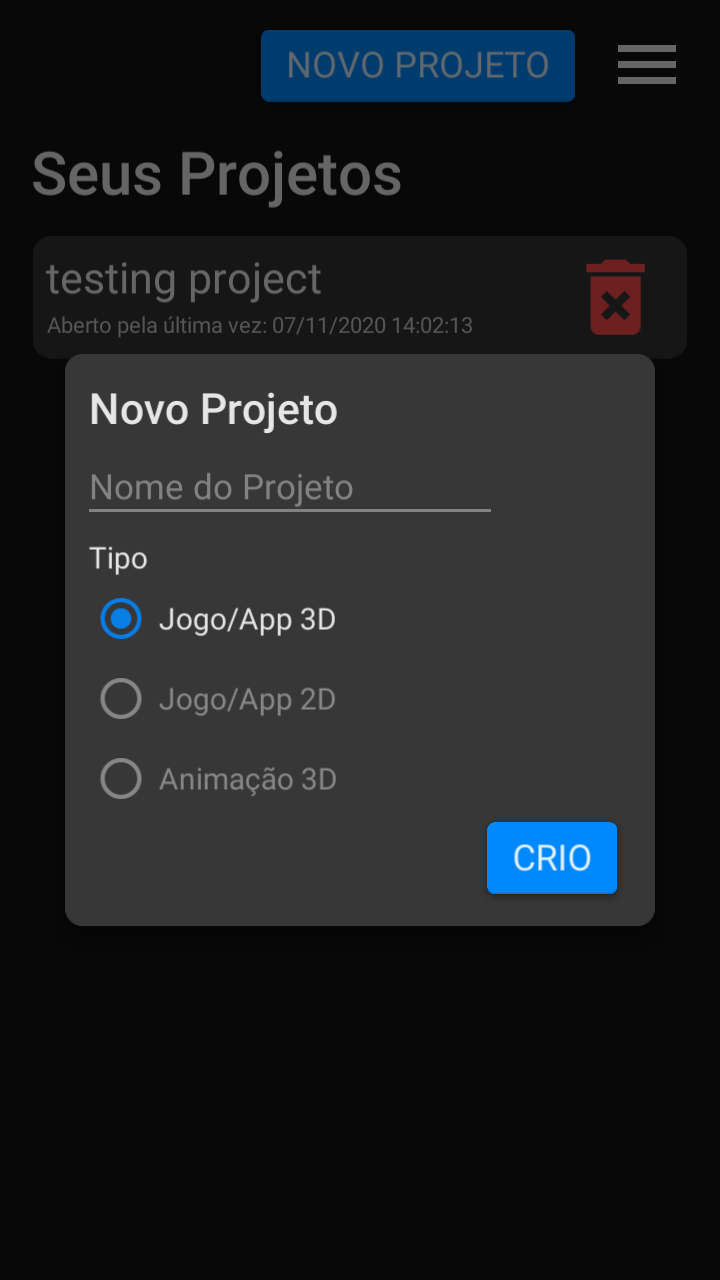 NOVO PROJETO
Seus Projetos
testing project
Aberto pela última vez: 07/11/2020 14:02:13
Novo Projeto
Nome do Projeto
Tipo
Jogo/App 3D
Jogo/App 2D
Animação 3D
CRIO